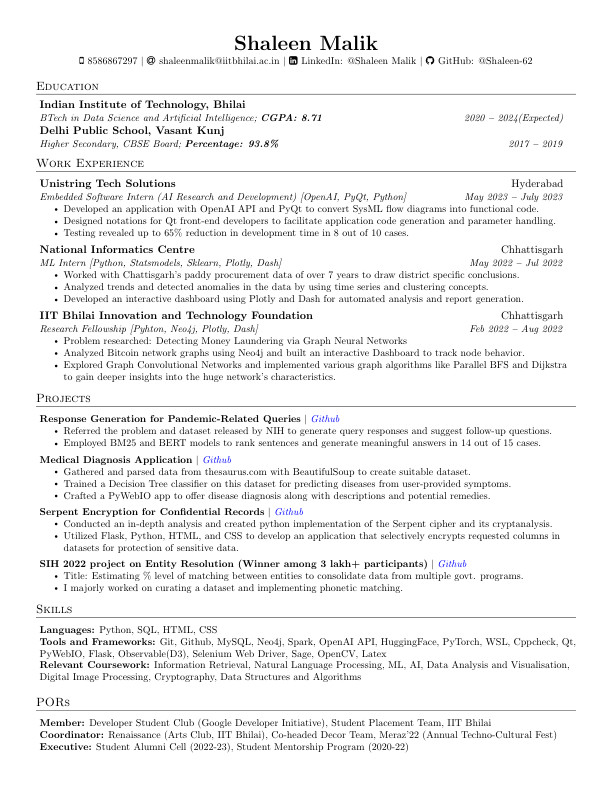 Shaleen Malik
8586867297 | shaleenmalik@iitbhilai.ac.in | LinkedIn: @Shaleen Malik | GitHub: @Shaleen-62
Education
Indian Institute of Technology, Bhilai
BTech in Data Science and Artificial Intelligence; CGPA: 8.71 2020 – 2024(Expected)
Delhi Public School, Vasant Kunj
Higher Secondary, CBSE Board; Percentage: 93.8% 2017 – 2019
Work Experience
Unistring Tech Solutions Hyderabad
Embedded Software Intern (AI Research and Development) [OpenAI, PyQt, Python] May 2023 – July 2023
• Developed an application with OpenAI API and PyQt to convert SysML flow diagrams into functional code.
• Designed notations for Qt front-end developers to facilitate application code generation and parameter handling.
• Testing revealed up to 65% reduction in development time in 8 out of 10 cases.
National Informatics Centre Chhattisgarh
ML Intern [Python, Statsmodels, Sklearn, Plotly, Dash] May 2022 – Jul 2022
• Worked with Chattisgarh's paddy procurement data of over 7 years to draw district specific conclusions.
• Analyzed trends and detected anomalies in the data by using time series and clustering concepts.
• Developed an interactive dashboard using Plotly and Dash for automated analysis and report generation.
IIT Bhilai Innovation and Technology Foundation Chhattisgarh
Research Fellowship [Pyhton, Neo4j, Plotly, Dash] Feb 2022 – Aug 2022
• Problem researched: Detecting Money Laundering via Graph Neural Networks
• Analyzed Bitcoin network graphs using Neo4j and built an interactive Dashboard to track node behavior.
• Explored Graph Convolutional Networks and implemented various graph algorithms like Parallel BFS and Dijkstra
to gain deeper insights into the huge network's characteristics.
Projects
Response Generation for Pandemic-Related Queries | Github
• Referred the problem and dataset released by NIH to generate query responses and suggest follow-up questions.
• Employed BM25 and BERT models to rank sentences and generate meaningful answers in 14 out of 15 cases.
Medical Diagnosis Application | Github
• Gathered and parsed data from thesaurus.com with BeautifulSoup to create suitable dataset.
• Trained a Decision Tree classifier on this dataset for predicting diseases from user-provided symptoms.
• Crafted a PyWebIO app to offer disease diagnosis along with descriptions and potential remedies.
Serpent Encryption for Confidential Records | Github
• Conducted an in-depth analysis and created python implementation of the Serpent cipher and its cryptanalysis.
• Utilized Flask, Python, HTML, and CSS to develop an application that selectively encrypts requested columns in
datasets for protection of sensitive data.
SIH 2022 project on Entity Resolution (Winner among 3 lakh+ participants) | Github
• Title: Estimating % level of matching between entities to consolidate data from multiple govt. programs.
• I majorly worked on curating a dataset and implementing phonetic matching.
Skills
Languages: Python, SQL, HTML, CSS
Tools and Frameworks: Git, Github, MySQL, Neo4j, Spark, OpenAI API, HuggingFace, PyTorch, WSL, Cppcheck, Qt,
PyWebIO, Flask, Observable(D3), Selenium Web Driver, Sage, OpenCV, Latex
Relevant Coursework: Information Retrieval, Natural Language Processing, ML, AI, Data Analysis and Visualisation,
Digital Image Processing, Cryptography, Data Structures and Algorithms
PORs
Member: Developer Student Club (Google Developer Initiative), Student Placement Team, IIT Bhilai
Coordinator: Renaissance (Arts Club, IIT Bhilai), Co-headed Decor Team, Meraz'22 (Annual Techno-Cultural Fest)
Executive: Student Alumni Cell (2022-23), Student Mentorship Program (2020-22)